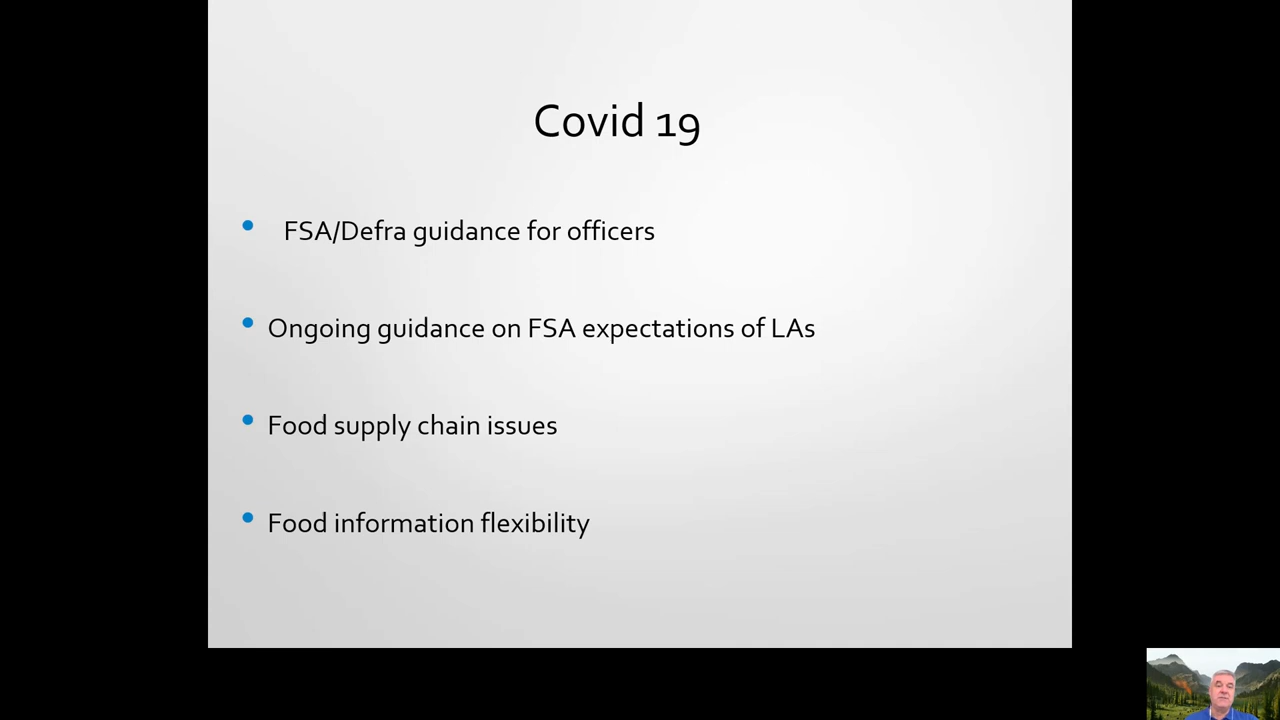 Covid 19
• FSA/Defra guidance for officers
• Ongoing guidance on FSA expectations of LAs
• Food supply chain issues
• Food information flexibility